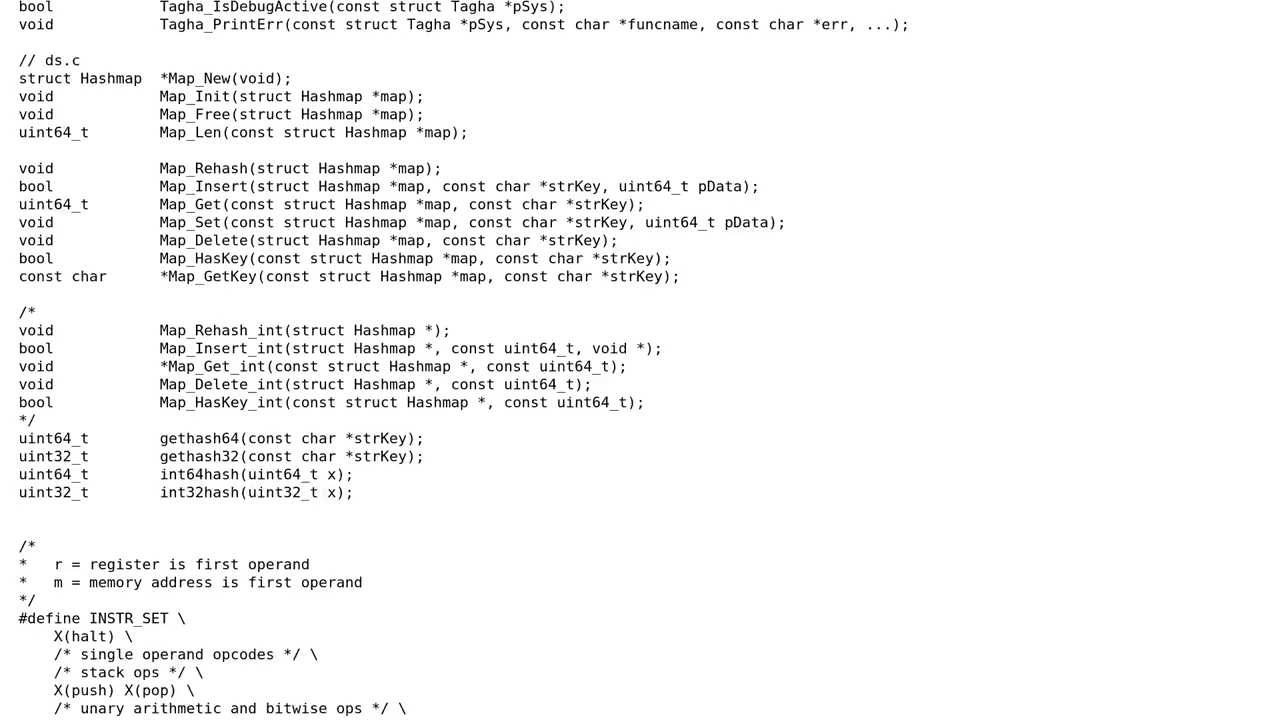 bool            Tagha_IsDebugActive(const struct Tagha *pSys);
void            Tagha_PrintErr(const struct Tagha *pSys, const char *funcname, const char *err, ...);

// ds.c
struct Hashmap  *Map_New(void);
void            Map_Init(struct Hashmap *map);
void            Map_Free(struct Hashmap *map);
uint64_t        Map_Len(const struct Hashmap *map);

void            Map_Rehash(struct Hashmap *map);
bool            Map_Insert(struct Hashmap *map, const char *strKey, uint64_t pData);
uint64_t        Map_Get(const struct Hashmap *map, const char *strKey);
void            Map_Set(const struct Hashmap *map, const char *strKey, uint64_t pData);
void            Map_Delete(struct Hashmap *map, const char *strKey);
bool            Map_HasKey(const struct Hashmap *map, const char *strKey);
const char      *Map_GetKey(const struct Hashmap *map, const char *strKey);

/*
void            Map_Rehash_int(struct Hashmap *);
bool            Map_Insert_int(struct Hashmap *, const uint64_t, void *);
void            *Map_Get_int(const struct Hashmap *, const uint64_t);
void            Map_Delete_int(struct Hashmap *, const uint64_t);
bool            Map_HasKey_int(const struct Hashmap *, const uint64_t);
*/
uint64_t        gethash64(const char *strKey);
uint32_t        gethash32(const char *strKey);
uint64_t        int64hash(uint64_t x);
uint32_t        int32hash(uint32_t x);


/*
*   r = register is first operand
*   m = memory address is first operand
*/
#define INSTR_SET \
    X(halt) \
    /* single operand opcodes */ \
    /* stack ops */ \
    X(push) X(pop) \
    /* unary arithmetic and bitwise ops */ \